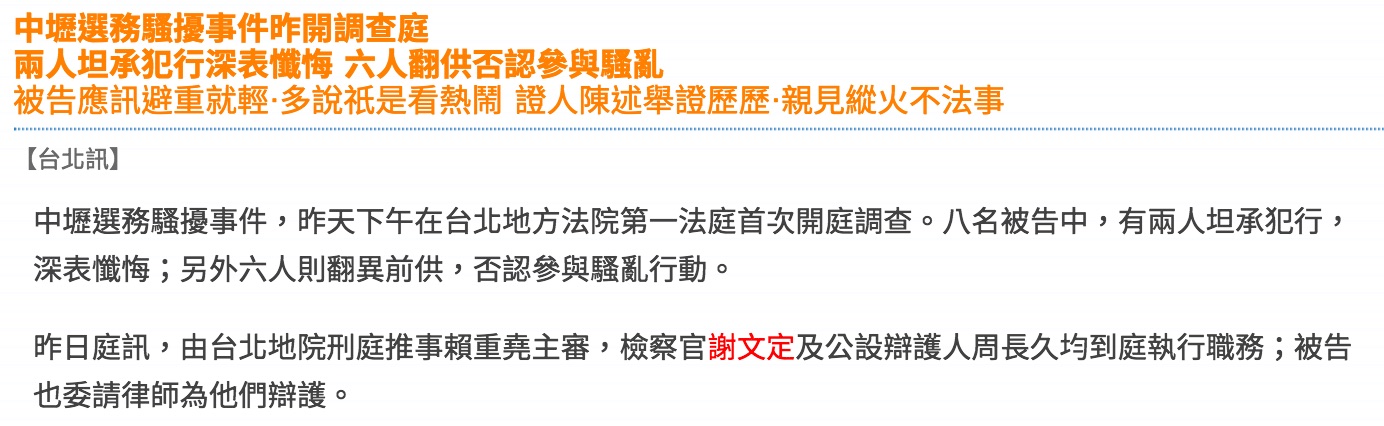 中壢選務騷擾事件昨開調查庭
兩人坦承犯行深表懺悔 六人翻供否認參與騷亂
被告應訊避重就輕·多說祇是看熱鬧 證人陳述舉證歷歷·親見縱火不法事
【台北訊】
中壢選務騷擾事件，昨天下午在台北地方法院第一法庭首次開庭調查。八名被告中，有兩人坦承犯行，
深表懺悔；另外六人則翻異前供，否認參與騷亂行動。
昨日庭訊，由台北地院刑庭推事賴重堯主審，檢察官謝文定及公設辯護人周長久均到庭執行職務；被告
也委請律師為他們辯護。